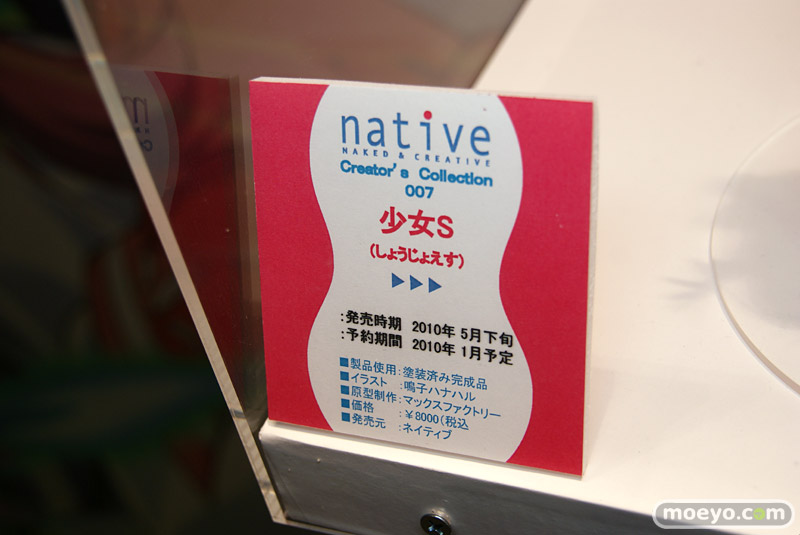 native
NAKED & CREATIVE
Creator's Collection
007
少女S
(しょうじょえす)
:発売時期 2010年 5月下旬
:予約期間 2010年 1月予定
■製品使用:塗装済み完成品
■イラスト :鳴子ハナハル
■原型制作:マックスファクトリー
■価格 :¥8000(税込
■発売元 :ネイティブ
moeyo.com